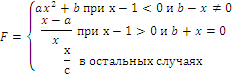 ax² + b при x − 1 < 0 и b − x ≠ 0
F = { (x − a)/x при x − 1 > 0 и b + x = 0
x/c в остальных случаях